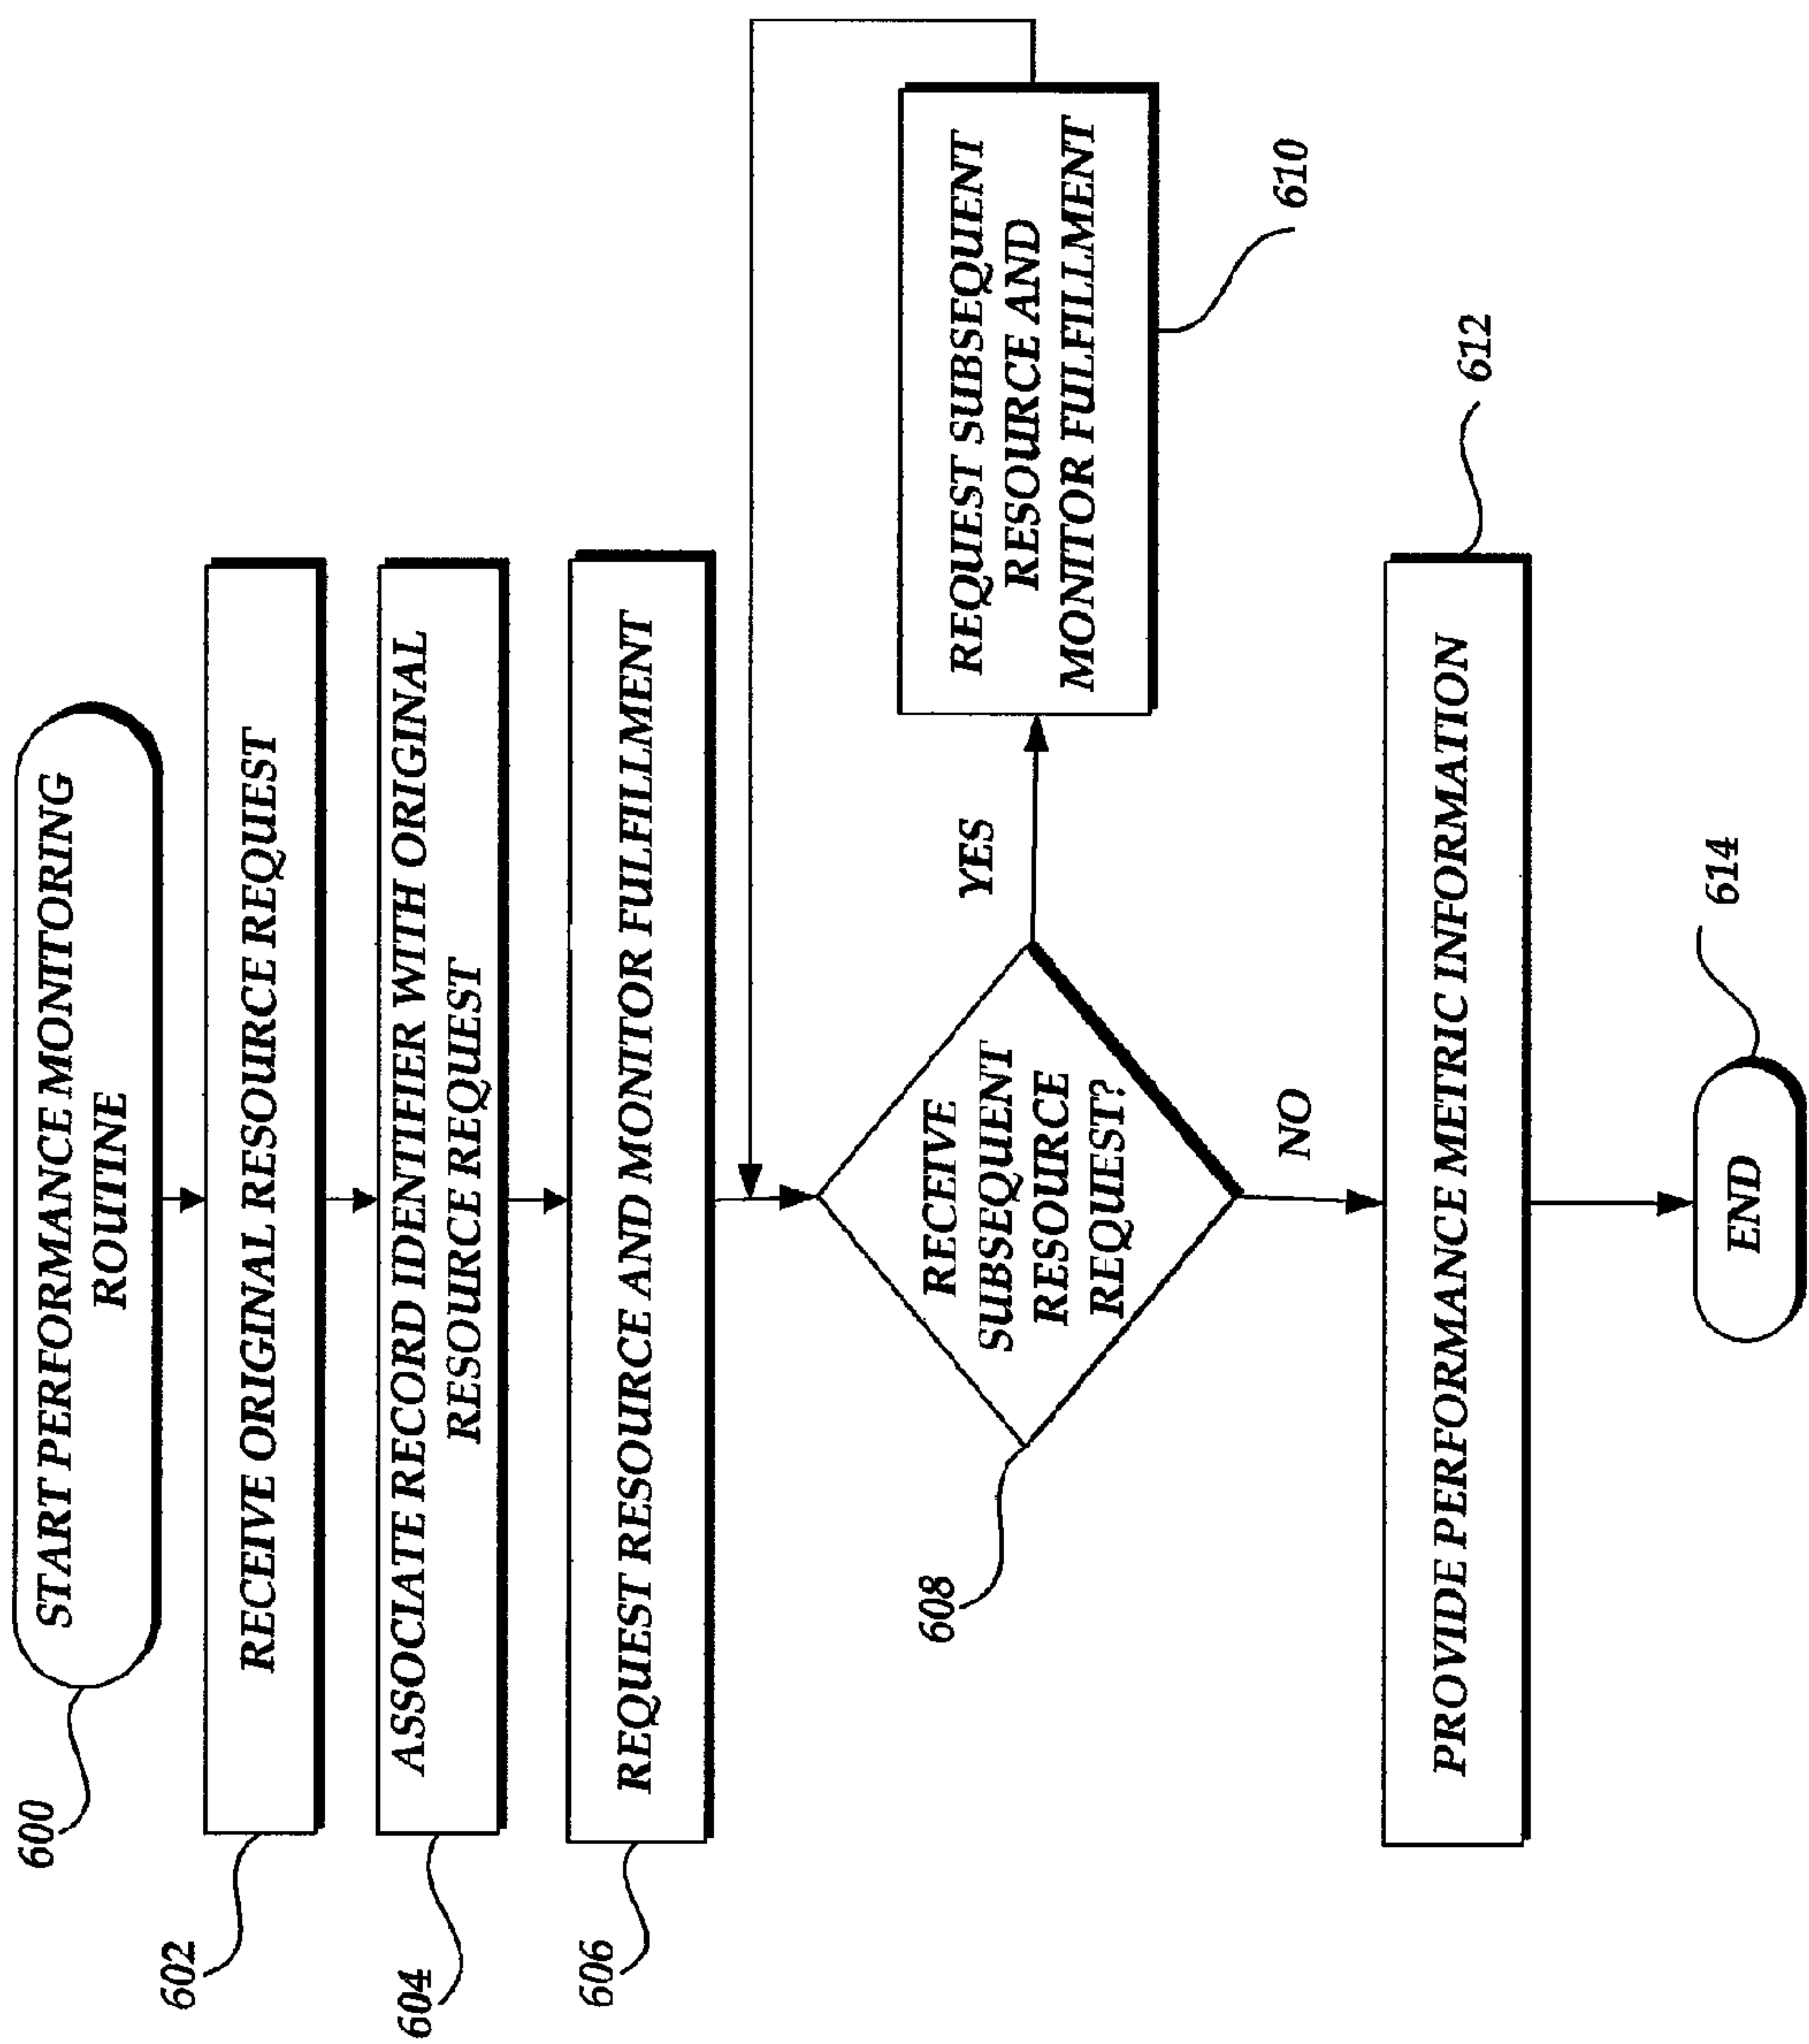 600
START PERFORMANCE MONITORING
ROUTINE
602
RECEIVE ORIGINAL RESOURCE REQUEST
604
ASSOCIATE RECORD IDENTIFIER WITH ORIGINAL
RESOURCE REQUEST
606
REQUEST RESOURCE AND MONITOR FULFILLMENT
608
RECEIVE
SUBSEQUENT
RESOURCE
REQUEST?
YES
REQUEST SUBSEQUENT
RESOURCE AND
MONITOR FULFILLMENT
610
NO
612
PROVIDE PERFORMANCE METRIC INFORMATION
END
614